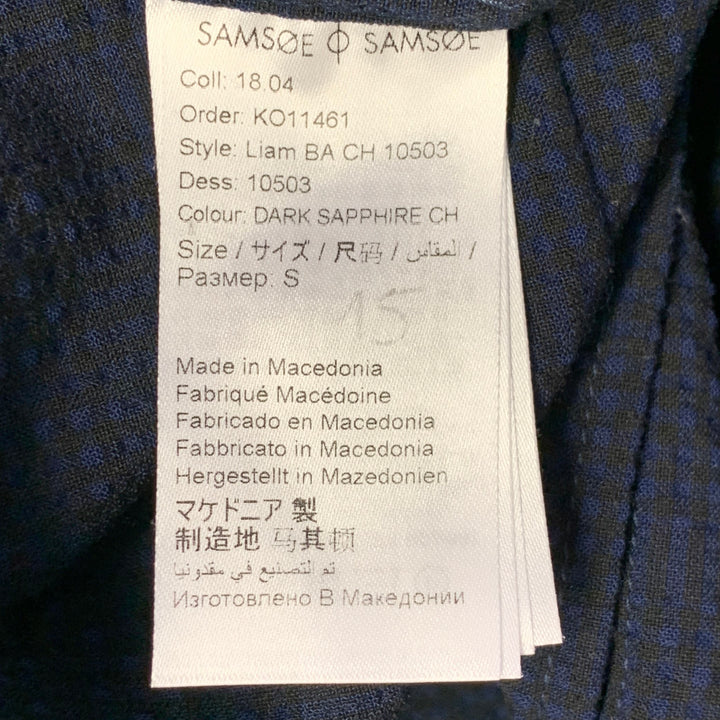 SAMSØE ϕ SAMSØE
Coll: 18.04
Order: KO11461
Style: Liam BA CH 10503
Dess: 10503
Colour: DARK SAPPHIRE CH
Size / サイズ / 尺码 / المقاس /
Размер: S
15
Made in Macedonia
Fabriqué Macédoine
Fabricado en Macedonia
Fabbricato in Macedonia
Hergestellt in Mazedonien
マケドニア 製
制造地 马其顿
تم التصنيع في مقدونيا
Изготовлено В Македонии